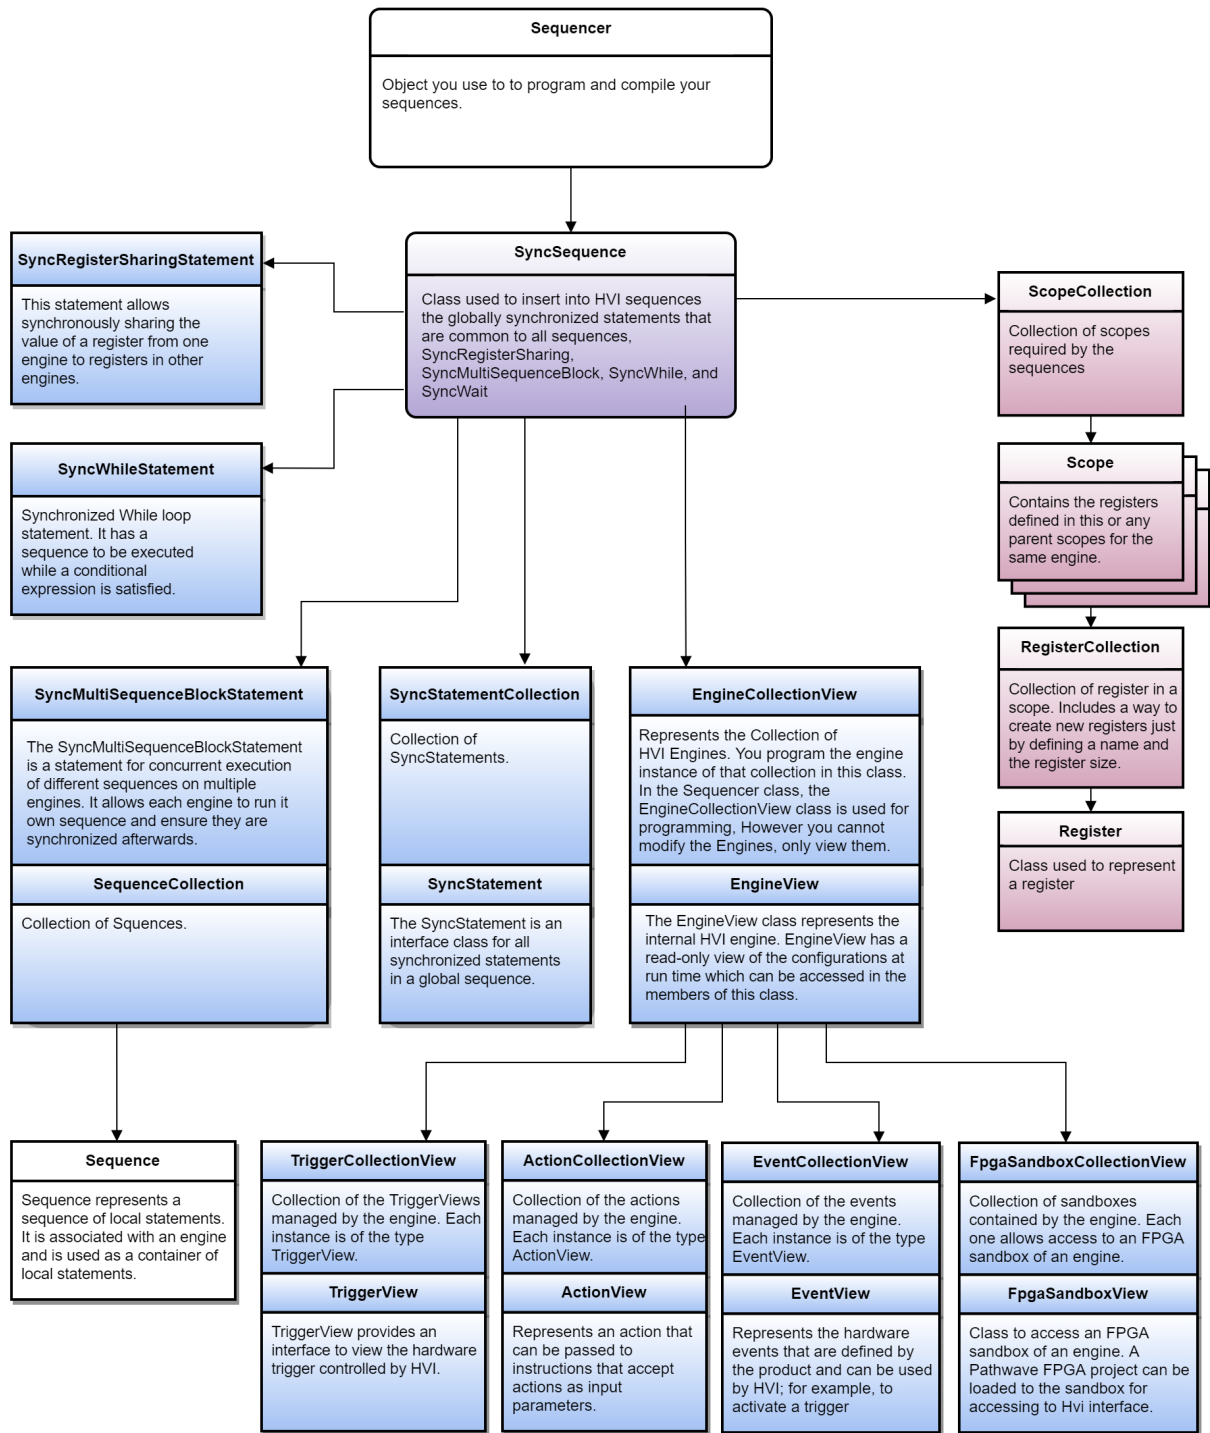 Sequencer
Object you use to to program and compile your
sequences.
SyncRegisterSharingStatement
This statement allows
synchronously sharing the
value of a register from one
engine to registers in other
engines.
SyncSequence
Class used to insert into HVI sequences
the globally synchronized statements that
are common to all sequences,
SyncRegisterSharing,
SyncMultiSequenceBlock, SyncWhile, and
SyncWait
ScopeCollection
Collection of scopes
required by the
sequences
SyncWhileStatement
Synchronized While loop
statement. It has a
sequence to be executed
while a conditional
expression is satisfied.
Scope
Contains the registers
defined in this or any
parent scopes for the
same engine.
RegisterCollection
Collection of register in a
scope. Includes a way to
create new registers just
by defining a name and
the register size.
Register
Class used to represent
a register
SyncMultiSequenceBlockStatement
The SyncMultiSequenceBlockStatement
is a statement for concurrent execution
of different sequences on multiple
engines. It allows each engine to run it
own sequence and ensure they are
synchronized afterwards.
SequenceCollection
Collection of Squences.
SyncStatementCollection
Collection of
SyncStatements.
SyncStatement
The SyncStatement is an
interface class for all
synchronized statements
in a global sequence.
EngineCollectionView
Represents the Collection of
HVI Engines. You program the engine
instance of that collection in this class.
In the Sequencer class, the
EngineCollectionView class is used for
programming, However you cannot
modify the Engines, only view them.
EngineView
The EngineView class represents the
internal HVI engine. EngineView has a
read-only view of the configurations at
run time which can be accessed in the
members of this class.
Sequence
Sequence represents a
sequence of local statements.
It is associated with an engine
and is used as a container of
local statements.
TriggerCollectionView
Collection of the TriggerViews
managed by the engine. Each
instance is of the type
TriggerView.
TriggerView
TriggerView provides an
interface to view the hardware
trigger controlled by HVI.
ActionCollectionView
Collection of the actions
managed by the engine.
Each instance is of the type
ActionView.
ActionView
Represents an action that
can be passed to
instructions that accept
actions as input
parameters.
EventCollectionView
Collection of the events
managed by the engine.
Each instance is of the type
EventView.
EventView
Represents the hardware
events that are defined by
the product and can be used
by HVI; for example, to
activate a trigger
FpgaSandboxCollectionView
Collection of sandboxes
contained by the engine. Each
one allows access to an FPGA
sandbox of an engine.
FpgaSandboxView
Class to access an FPGA
sandbox of an engine. A
Pathwave FPGA project can be
loaded to the sandbox for
accessing to Hvi interface.